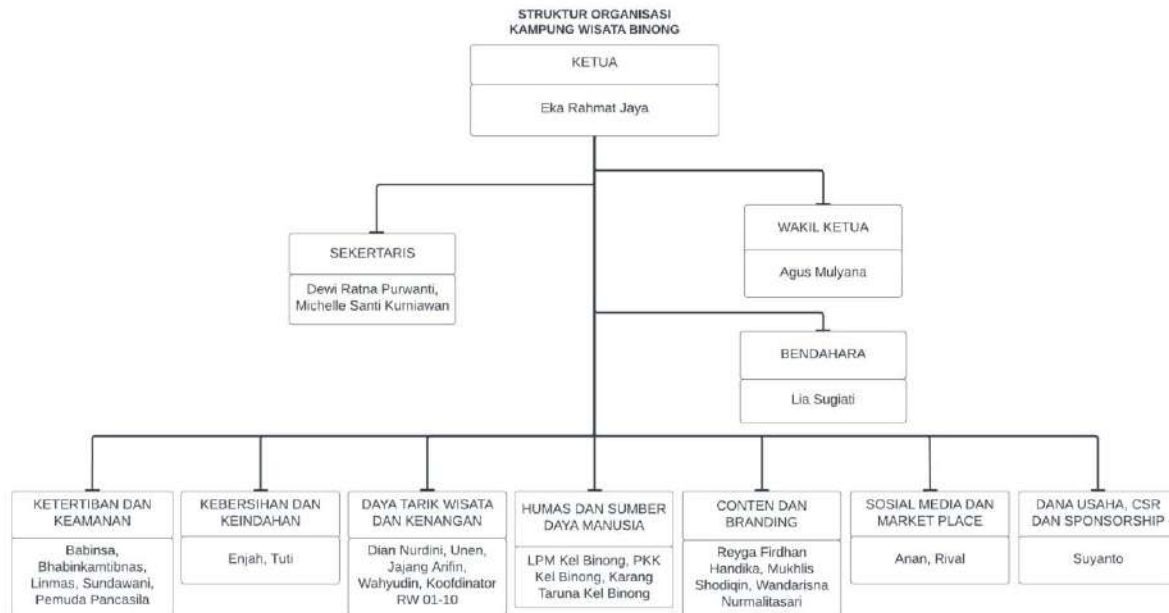 STRUKTUR ORGANISASI
KAMPUNG WISATA BINONG
KETUA
Eka Rahmat Jaya
SEKERTARIS
Dewi Ratna Purwanti,
Michelle Santi Kurniawan
WAKIL KETUA
Agus Mulyana
BENDAHARA
Lia Sugiati
KETERTIBAN DAN
KEAMANAN
Babinsa,
Bhabinkamtibnas,
Linmas, Sundawani,
Pemuda Pancasila
KEBERSIHAN DAN
KEINDAHAN
Enjah, Tuti
DAYA TARIK WISATA
DAN KENANGAN
Dian Nurdini, Unen,
Jajang Arifin,
Wahyudin, Koofdinator
RW 01-10
HUMAS DAN SUMBER
DAYA MANUSIA
LPM Kel Binong, PKK
Kel Binong, Karang
Taruna Kel Binong
CONTEN DAN
BRANDING
Reyga Firdhan
Handika, Mukhlis
Shodiqin, Wandarisna
Nurmalitasari
SOSIAL MEDIA DAN
MARKET PLACE
Anan, Rival
DANA USAHA, CSR
DAN SPONSORSHIP
Suyanto